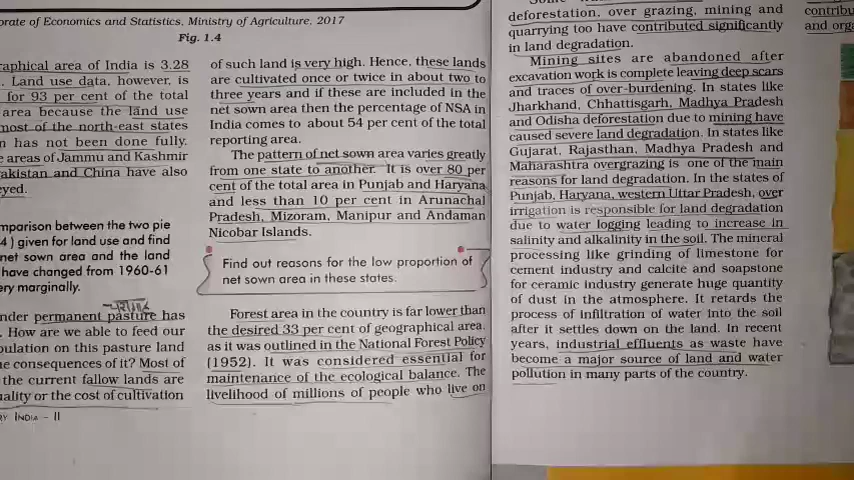 orate of Economics and Statistics, Ministry of Agriculture, 2017
Fig. 1.4
raphical area of India is 3.28
. Land use data, however, is
for 93 per cent of the total
area because the land use
most of the north-east states
n has not been done fully.
e areas of Jammu and Kashmir
akistan and China have also
eyed.
mparison between the two pie
4 ) given for land use and find
net sown area and the land
have changed from 1960-61
ery marginally.
चारागाह
nder permanent pasture has
. How are we able to feed our
pulation on this pasture land
e consequences of it? Most of
the current fallow lands are
uality or the cost of cultivation
RY INDIA - II
of such land is very high. Hence, these lands
are cultivated once or twice in about two to
three years and if these are included in the
net sown area then the percentage of NSA in
India comes to about 54 per cent of the total
reporting area.
The pattern of net sown area varies greatly
from one state to another. It is over 80 per
cent of the total area in Punjab and Haryana
and less than 10 per cent in Arunachal
Pradesh, Mizoram, Manipur and Andaman
Nicobar Islands.
Find out reasons for the low proportion of
net sown area in these states.
Forest area in the country is far lower than
the desired 33 per cent of geographical area,
as it was outlined in the National Forest Policy
(1952). It was considered essential for
maintenance of the ecological balance. The
livelihood of millions of people who live on
deforestation, over grazing, mining and
quarrying too have contributed significantly
in land degradation.
Mining sites are abandoned after
excavation work is complete leaving deep scars
and traces of over-burdening. In states like
Jharkhand, Chhattisgarh, Madhya Pradesh
and Odisha deforestation due to mining have
caused severe land degradation. In states like
Gujarat, Rajasthan, Madhya Pradesh and
Maharashtra overgrazing is one of the main
reasons for land degradation. In the states of
Punjab, Haryana, western Uttar Pradesh, over
irrigation is responsible for land degradation
due to water logging leading to increase in
salinity and alkalinity in the soil. The mineral
processing like grinding of limestone for
cement industry and calcite and soapstone
for ceramic industry generate huge quantity
of dust in the atmosphere. It retards the
process of infiltration of water into the soil
after it settles down on the land. In recent
years, industrial effluents as waste have
become a major source of land and water
pollution in many parts of the country.
contribu
and orga